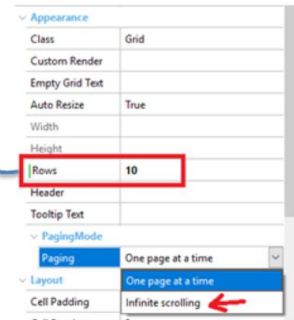 Appearance
Class Grid
Custom Render
Empty Grid Text
Auto Resize True
Width
Height
Rows 10
Header
Tooltip Text
PagingMode
Paging One page at a time
One page at a time
Layout
Infinite scrolling
Cell Padding